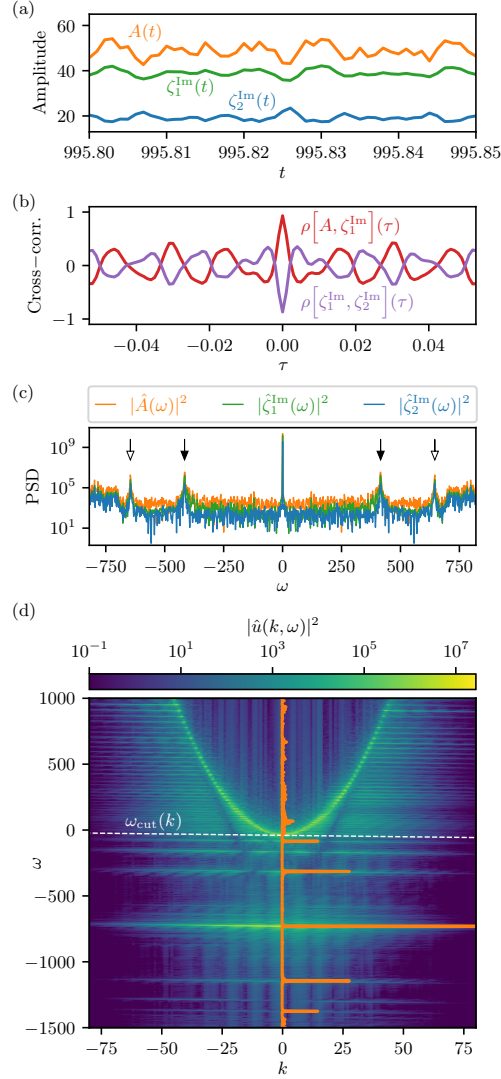 (a)
60
40
20
Amplitude
A(t)
ζ₁ᴵᵐ(t)
ζ₂ᴵᵐ(t)
995.80 995.81 995.82 995.83 995.84 995.85
t
(b)
1
0
−1
Cross−corr.
ρ[A, ζ₁ᴵᵐ](τ)
ρ[ζ₁ᴵᵐ, ζ₂ᴵᵐ](τ)
−0.04 −0.02 0.00 0.02 0.04
τ
(c)
|Â(ω)|² |ζ̂₁ᴵᵐ(ω)|² |ζ̂₂ᴵᵐ(ω)|²
10⁹
10⁵
10¹
PSD
−750 −500 −250 0 250 500 750
ω
(d)
|û(k, ω)|²
10⁻¹ 10¹ 10³ 10⁵ 10⁷
1000
500
0
−500
−1000
−1500
ω
ω_cut(k)
−75 −50 −25 0 25 50 75
k